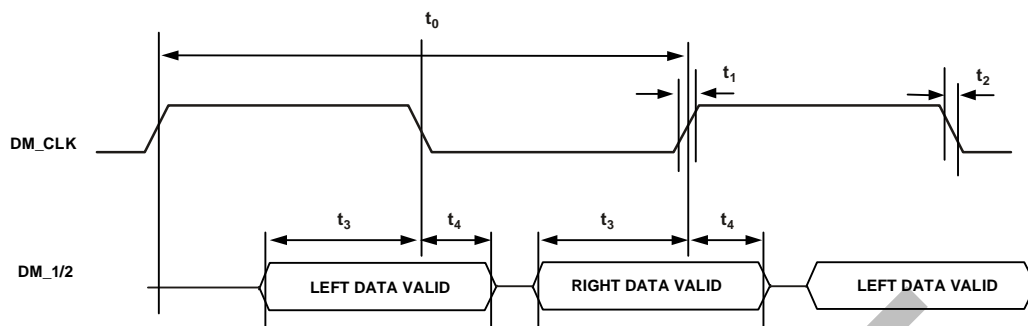 t0
t1
t2
DM_CLK
t3
t4
t3
t4
DM_1/2
LEFT DATA VALID
RIGHT DATA VALID
LEFT DATA VALID